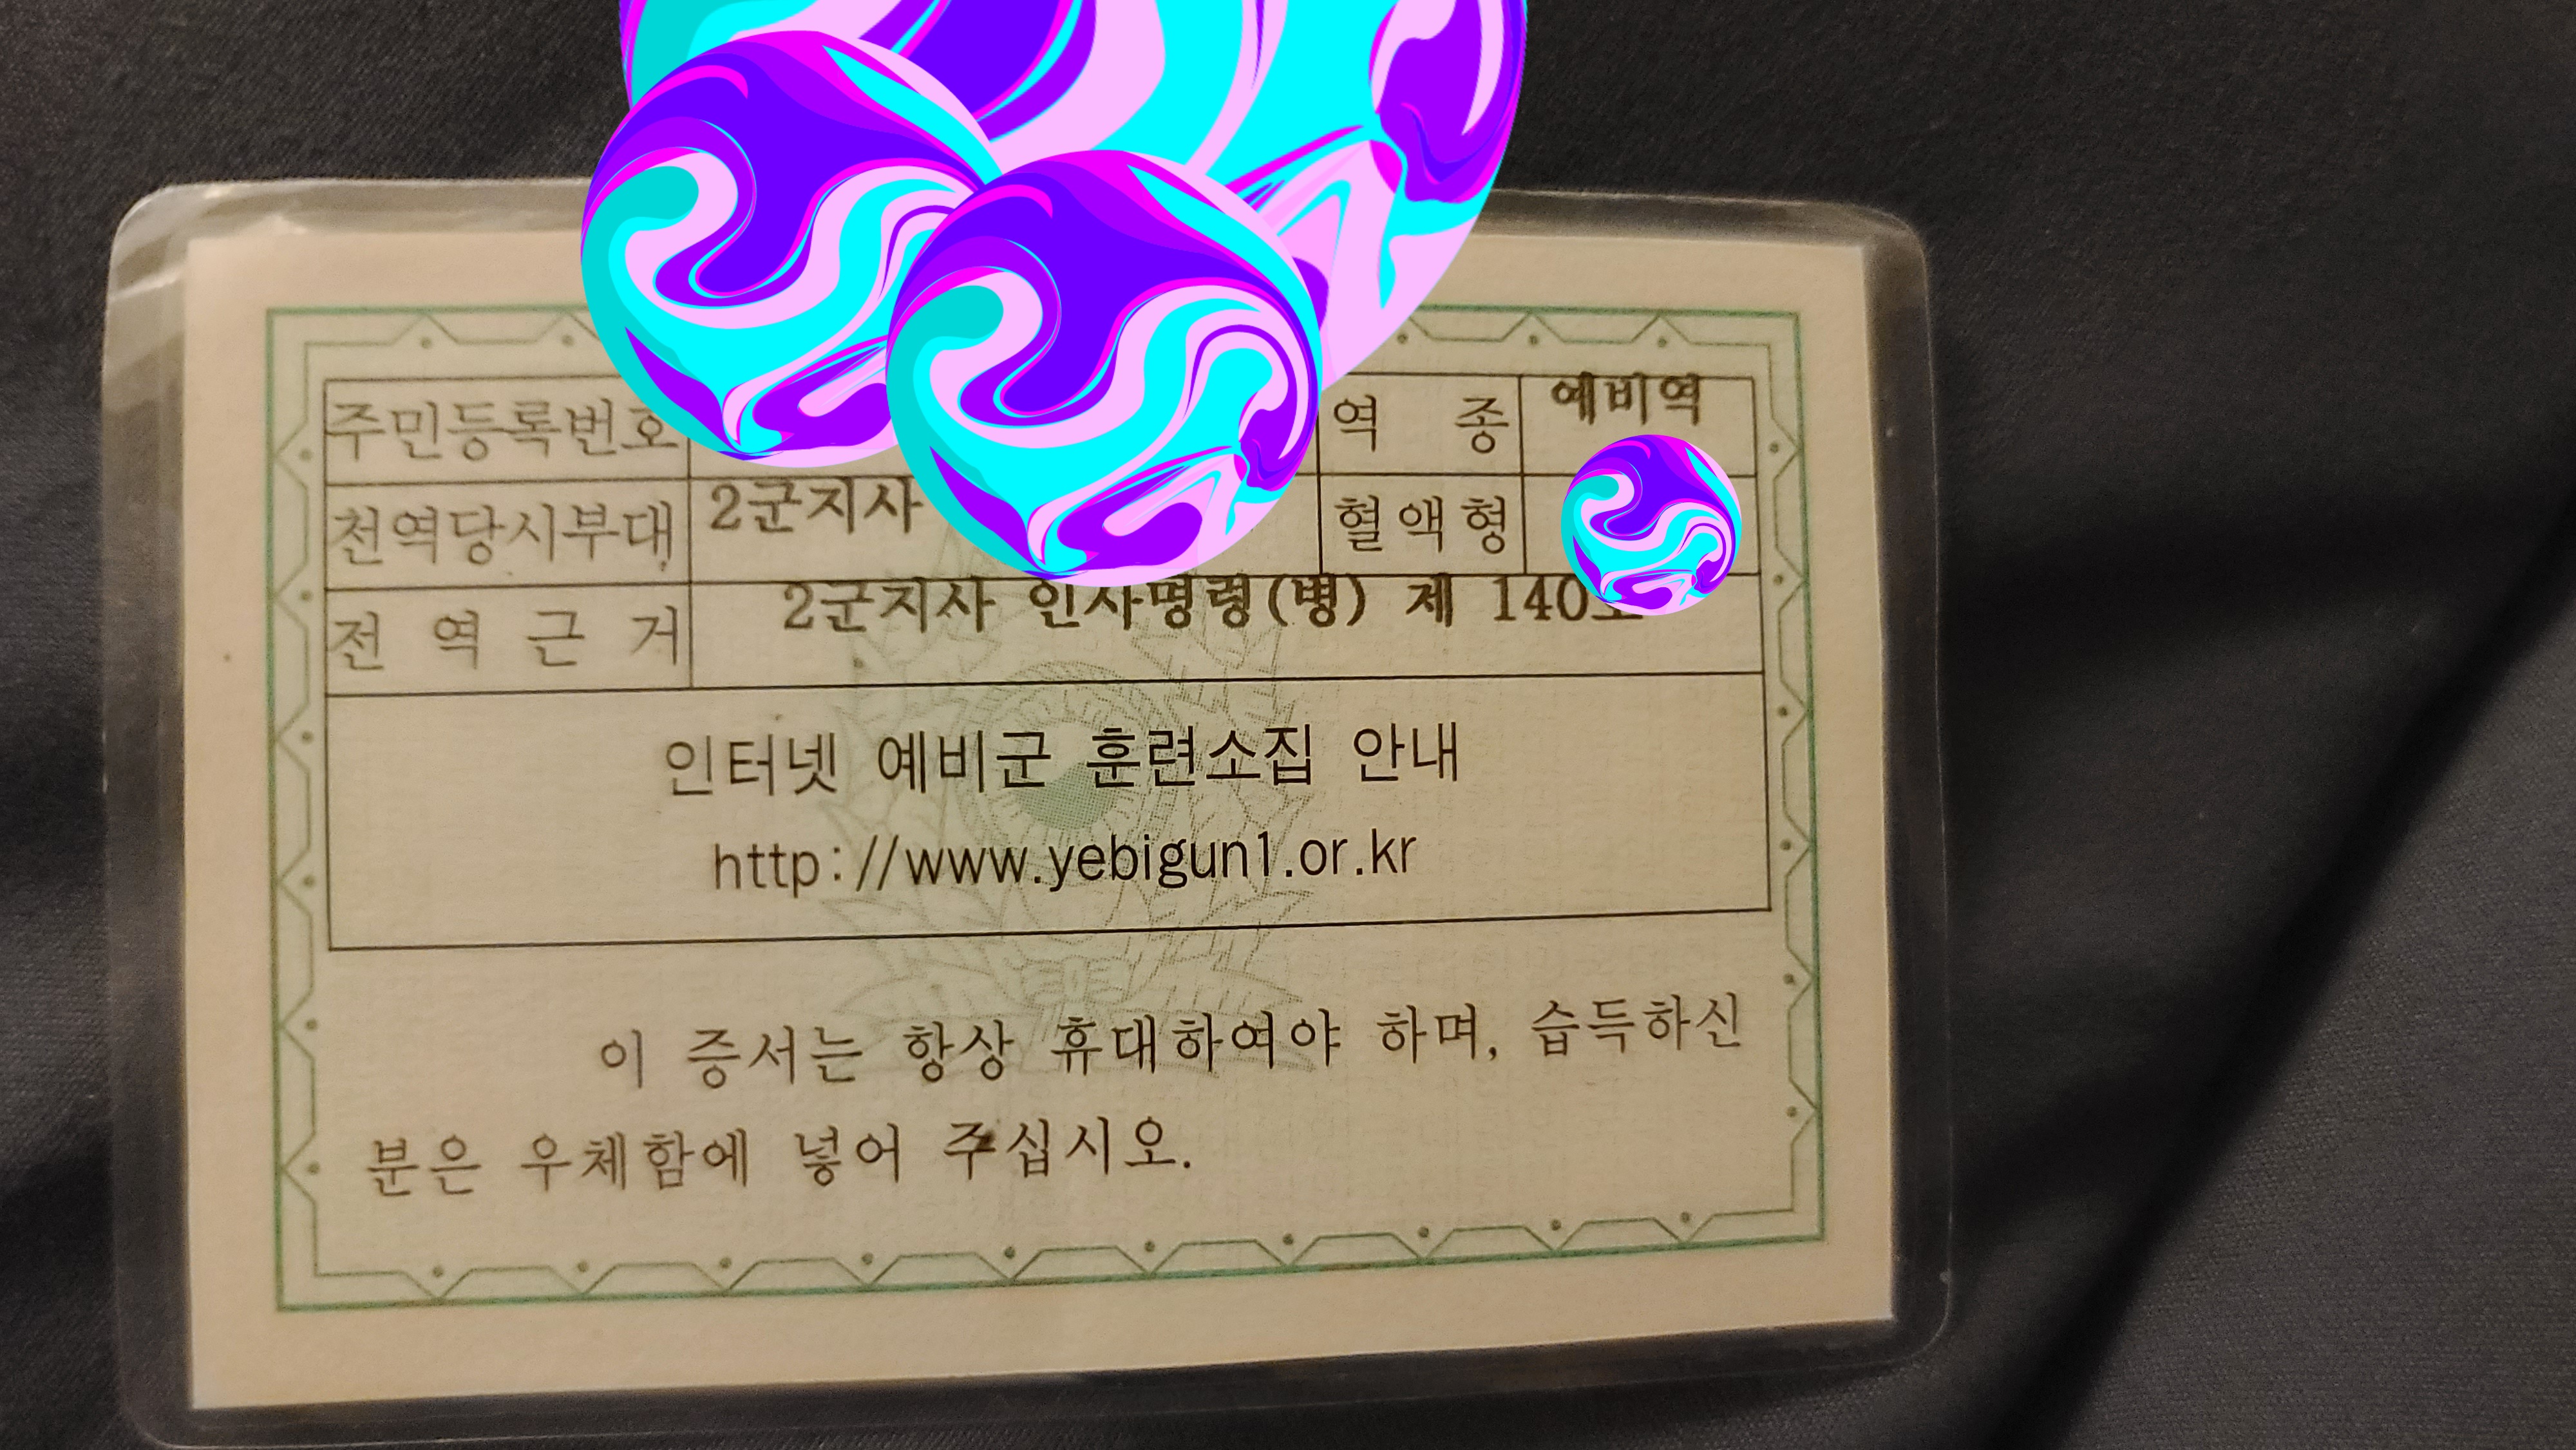 주민등록번호
역 종 예비역
천역당시부대 2군지사
혈액형
전역근거 2군지사 인사명령(병) 제 140호
인터넷 예비군 훈련소집 안내
http://www.yebigun1.or.kr
이 증서는 항상 휴대하여야 하며, 습득하신
분은 우체함에 넣어 주십시오.